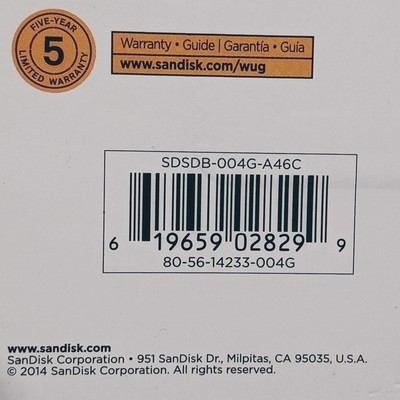 FIVE-YEAR
5
LIMITED WARRANTY
Warranty • Guide | Garantía • Guía
www.sandisk.com/wug
SDSDB-004G-A46C
6 19659 02829 9
80-56-14233-004G
www.sandisk.com
SanDisk Corporation • 951 SanDisk Dr., Milpitas, CA 95035, U.S.A.
© 2014 SanDisk Corporation. All rights reserved.